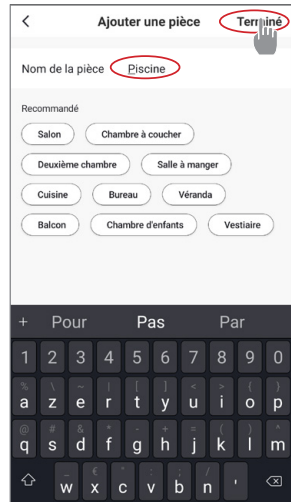 Ajouter une pièce Terminé
Nom de la pièce Piscine
Recommandé
Salon Chambre à coucher
Deuxième chambre Salle à manger
Cuisine Bureau Véranda
Balcon Chambre d'enfants Vestiaire
+ Pour Pas Par
1 2 3 4 5 6 7 8 9 0
% \ ~ | [ ] < > { }
a z e r t y u i o p
@ # & * - + = ( ) ^
q s d f g h j k l m
_ € " : ; ! /
w x c v b n '